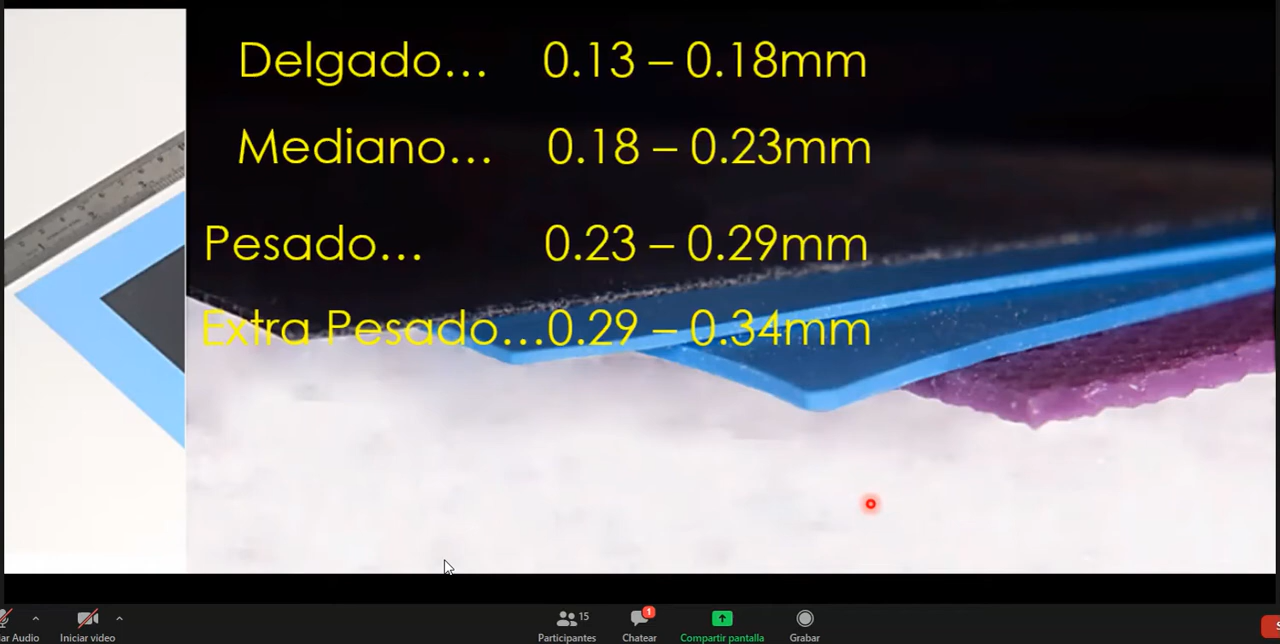 Delgado... 0.13 – 0.18mm
Mediano... 0.18 – 0.23mm
Pesado... 0.23 – 0.29mm
Extra Pesado...0.29 – 0.34mm
15
1
ar Audio
Iniciar video
Participantes
Chatear
Compartir pantalla
Grabar